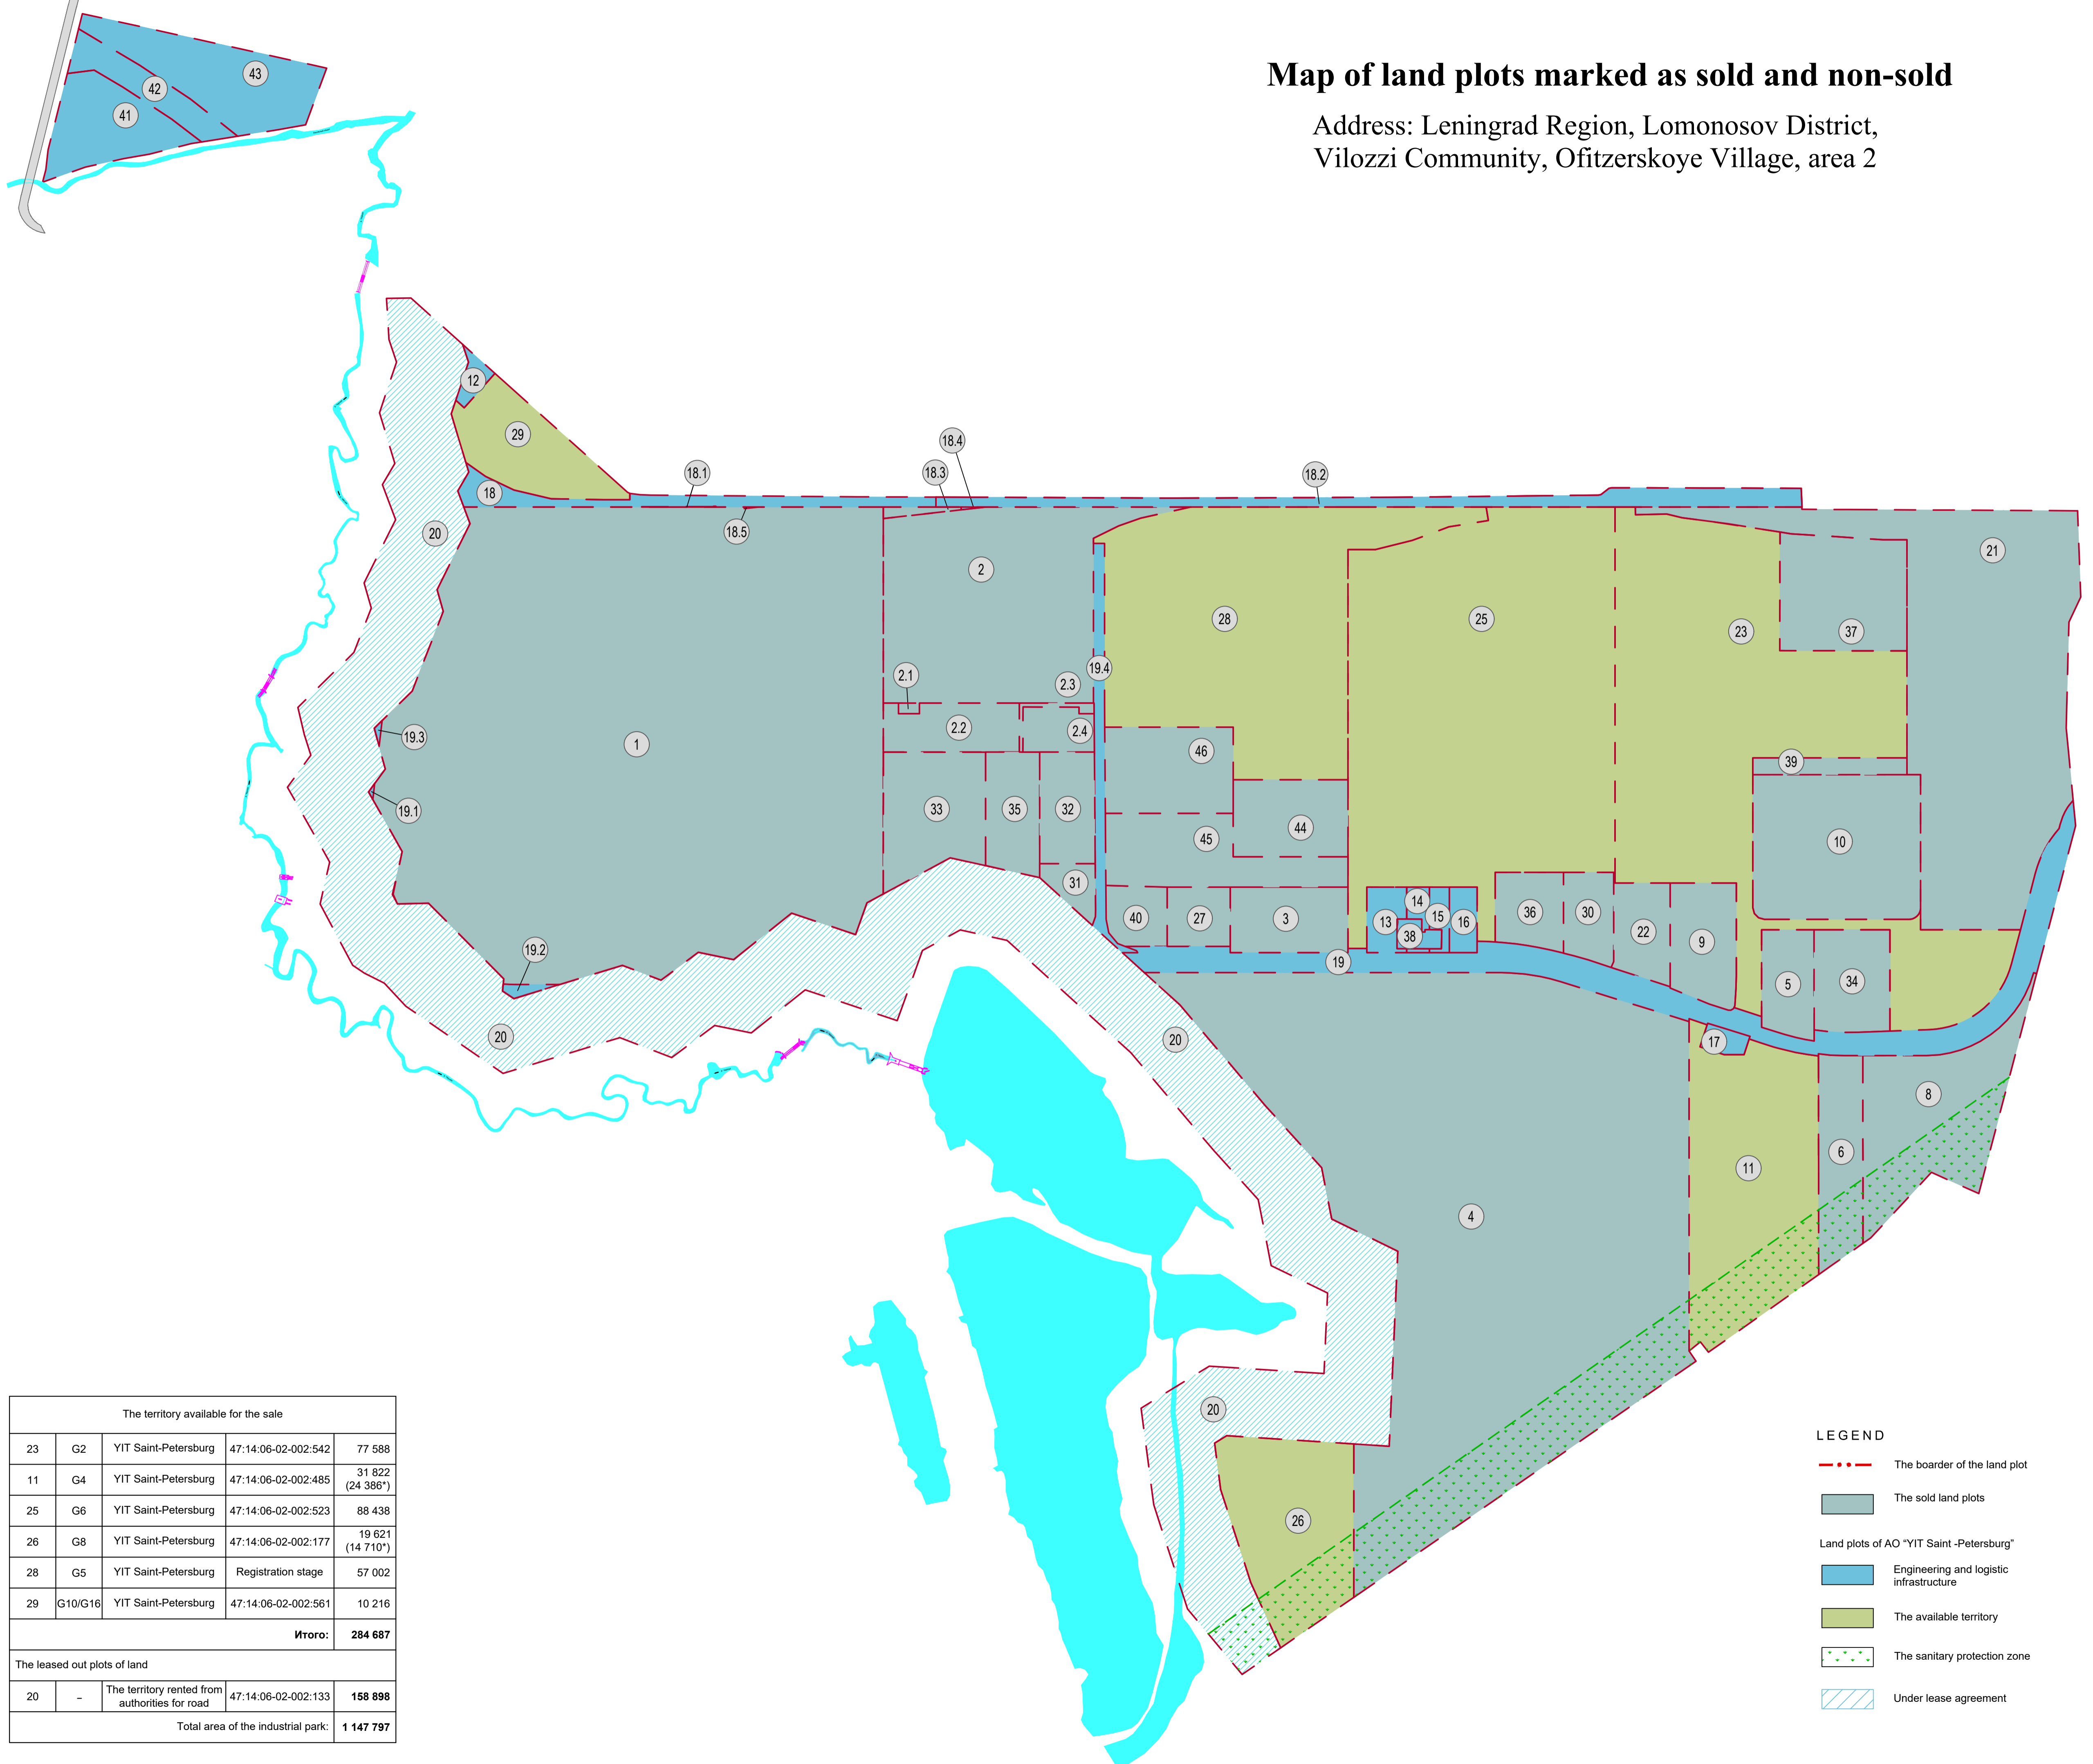 Map of land plots marked as sold and non-sold
Address: Leningrad Region, Lomonosov District,
Vilozzi Community, Ofitzerskoye Village, area 2
43
42
41
12
29
18.4
18.1
18.3
18.2
18
18.5
20
2
21
28
25
23
37
19.4
2.1
2.3
2.2
2.4
19.3
1
46
39
19.1
33
35
32
45
44
10
31
40
27
3
13
14
15
16
38
36
30
22
9
19.2
19
5
34
20
20
17
8
6
11
4
20
26
The territory available for the sale
23 G2 YIT Saint-Petersburg 47:14:06-02-002:542 77 588
11 G4 YIT Saint-Petersburg 47:14:06-02-002:485 31 822
(24 386*)
25 G6 YIT Saint-Petersburg 47:14:06-02-002:523 88 438
26 G8 YIT Saint-Petersburg 47:14:06-02-002:177 19 621
(14 710*)
28 G5 YIT Saint-Petersburg Registration stage 57 002
29 G10/G16 YIT Saint-Petersburg 47:14:06-02-002:561 10 216
Итого: 284 687
The leased out plots of land
20 – The territory rented from
authorities for road 47:14:06-02-002:133 158 898
Total area of the industrial park: 1 147 797
LEGEND
The boarder of the land plot
The sold land plots
Land plots of AO "YIT Saint -Petersburg"
Engineering and logistic
infrastructure
The available territory
The sanitary protection zone
Under lease agreement